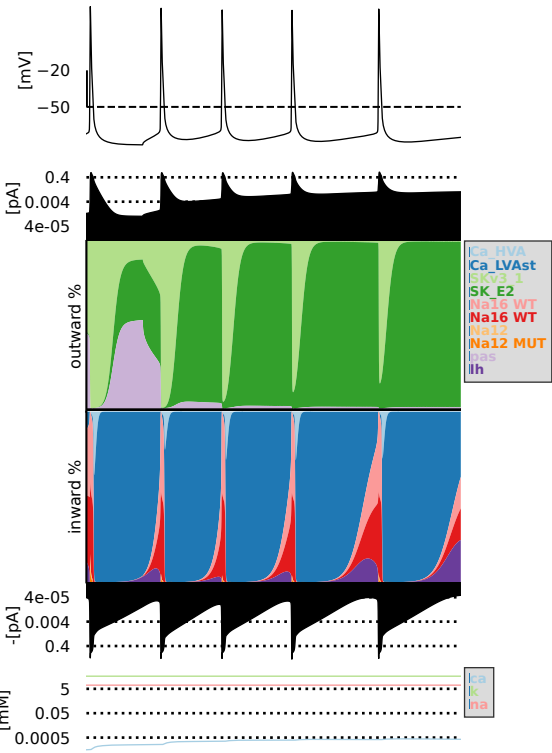 [mV]
−20
−50
[pA]
0.4
0.004
4e-05
outward %
Ca_HVA
Ca_LVAst
SKv3_1
SK_E2
Na16 WT
Na16 WT
Na12
Na12 MUT
pas
Ih
inward %
-[pA]
4e-05
0.004
0.4
[mM]
5
0.05
0.0005
ca
k
na